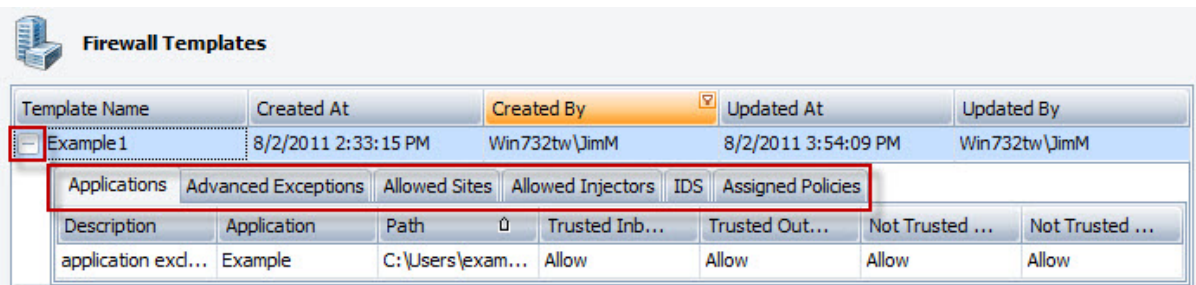 Firewall Templates
Template Name Created At Created By Updated At Updated By
Example1 8/2/2011 2:33:15 PM Win732tw\JimM 8/2/2011 3:54:09 PM Win732tw\JimM
Applications Advanced Exceptions Allowed Sites Allowed Injectors IDS Assigned Policies
Description Application Path Trusted Inb... Trusted Out... Not Trusted ... Not Trusted ...
application excl... Example C:\Users\exam... Allow Allow Allow Allow